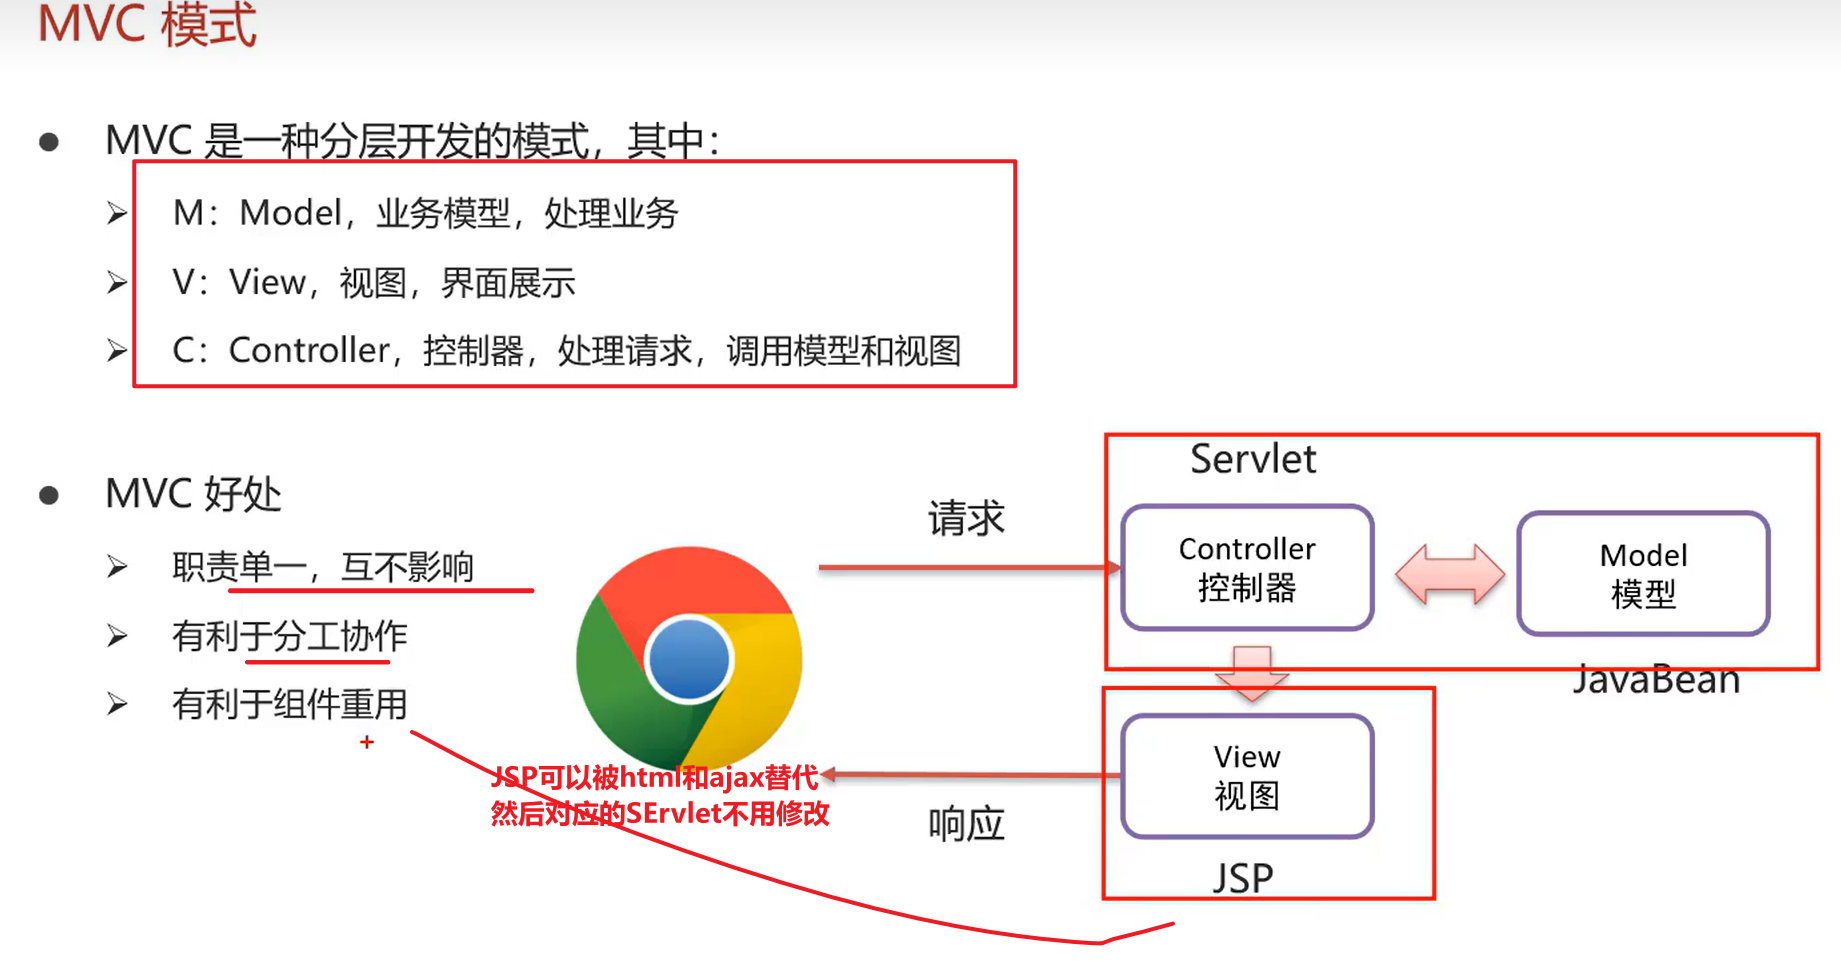 MVC 模式
MVC 是一种分层开发的模式，其中：
M：Model，业务模型，处理业务
V：View，视图，界面展示
C：Controller，控制器，处理请求，调用模型和视图
MVC 好处
职责单一，互不影响
有利于分工协作
有利于组件重用
请求
Servlet
Controller
控制器
Model
模型
JavaBean
View
视图
JSP
响应
JSP可以被html和ajax替代
然后对应的SErvlet不用修改